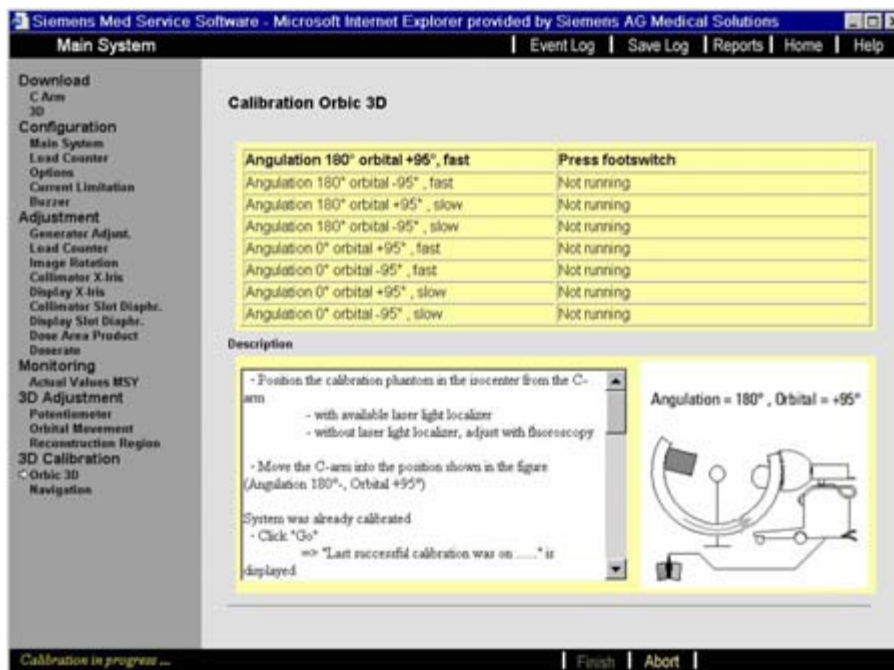 Siemens Med Service Software - Microsoft Internet Explorer provided by Siemens AG Medical Solutions
Main System
Event Log
Save Log
Reports
Home
Help
Download
C Arm
3D
Configuration
Main System
Load Counter
Options
Current Limitation
Buzzer
Adjustment
Generator Adjust.
Load Counter
Image Rotation
Collimator X-Iris
Display X-Iris
Collimator Slot Diaphr.
Display Slot Diaphr.
Dose Area Product
Doserate
Monitoring
Actual Values MSY
3D Adjustment
Potentiometer
Orbital Movement
Reconstruction Region
3D Calibration
Orbic 3D
Navigation
Calibration Orbic 3D
Angulation 180° orbital +95°, fast Press footswitch
Angulation 180° orbital -95° , fast Not running
Angulation 180° orbital +95° , slow Not running
Angulation 180° orbital -95° , slow Not running
Angulation 0° orbital +95° , fast Not running
Angulation 0° orbital -95° , fast Not running
Angulation 0° orbital +95° , slow Not running
Angulation 0° orbital -95° , slow Not running
Description
- Position the calibration phantom in the isocenter from the C-
arm
- with available laser light localizer
- without laser light localizer, adjust with fluoroscopy
- Move the C-arm into the position shown in the figure
(Angulation 180°-, Orbital +95°)
System was already calibrated
- Click "Go"
=> "Last successful calibration was on ......" is
displayed
Angulation = 180° , Orbital = +95°
Calibration in progress ...
Finish
Abort